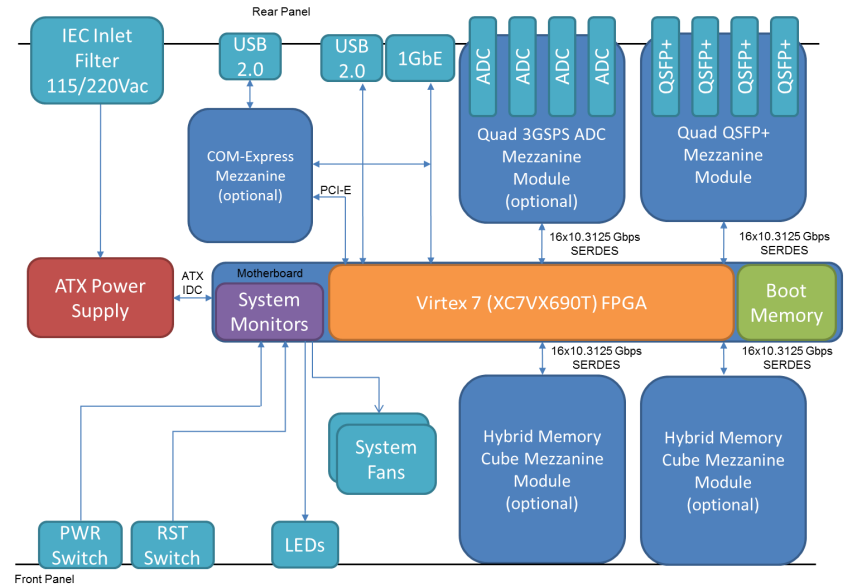 Rear Panel
IEC Inlet
Filter
115/220Vac
USB
2.0
USB
2.0
1GbE
ADC
ADC
ADC
ADC
Quad 3GSPS ADC
Mezzanine
Module
(optional)
QSFP+
QSFP+
QSFP+
QSFP+
Quad QSFP+
Mezzanine
Module
COM-Express
Mezzanine
(optional)
PCI-E
16x10.3125 Gbps
SERDES
16x10.3125 Gbps
SERDES
ATX Power
Supply
ATX
IDC
Motherboard
System
Monitors
Virtex 7 (XC7VX690T) FPGA
Boot
Memory
16x10.3125 Gbps
SERDES
16x10.3125 Gbps
SERDES
System
Fans
Hybrid Memory
Cube Mezzanine
Module
(optional)
Hybrid Memory
Cube Mezzanine
Module
(optional)
PWR
Switch
RST
Switch
LEDs
Front Panel